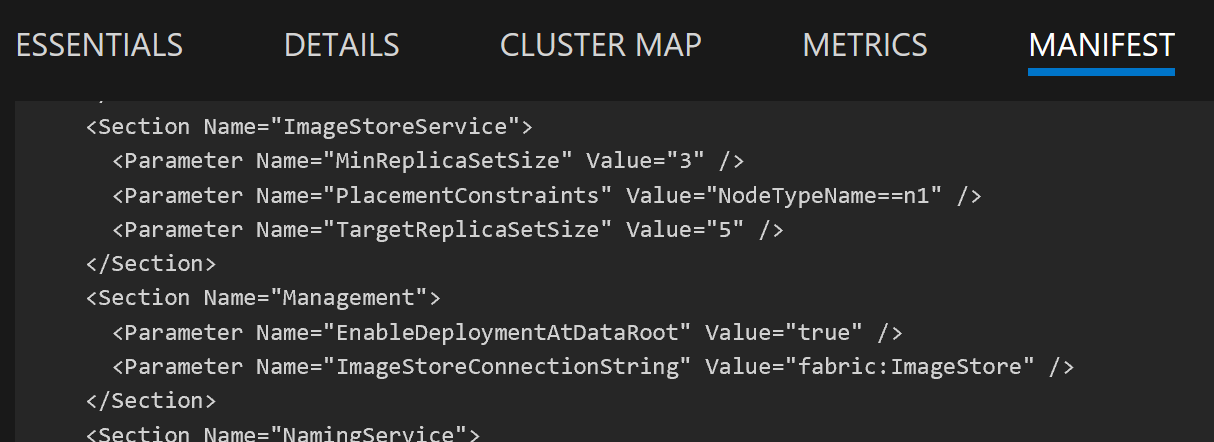 ESSENTIALS DETAILS CLUSTER MAP METRICS MANIFEST
<Section Name="ImageStoreService">
<Parameter Name="MinReplicaSetSize" Value="3" />
<Parameter Name="PlacementConstraints" Value="NodeTypeName==n1" />
<Parameter Name="TargetReplicaSetSize" Value="5" />
</Section>
<Section Name="Management">
<Parameter Name="EnableDeploymentAtDataRoot" Value="true" />
<Parameter Name="ImageStoreConnectionString" Value="fabric:ImageStore" />
</Section>
<Section Name="NamingService">